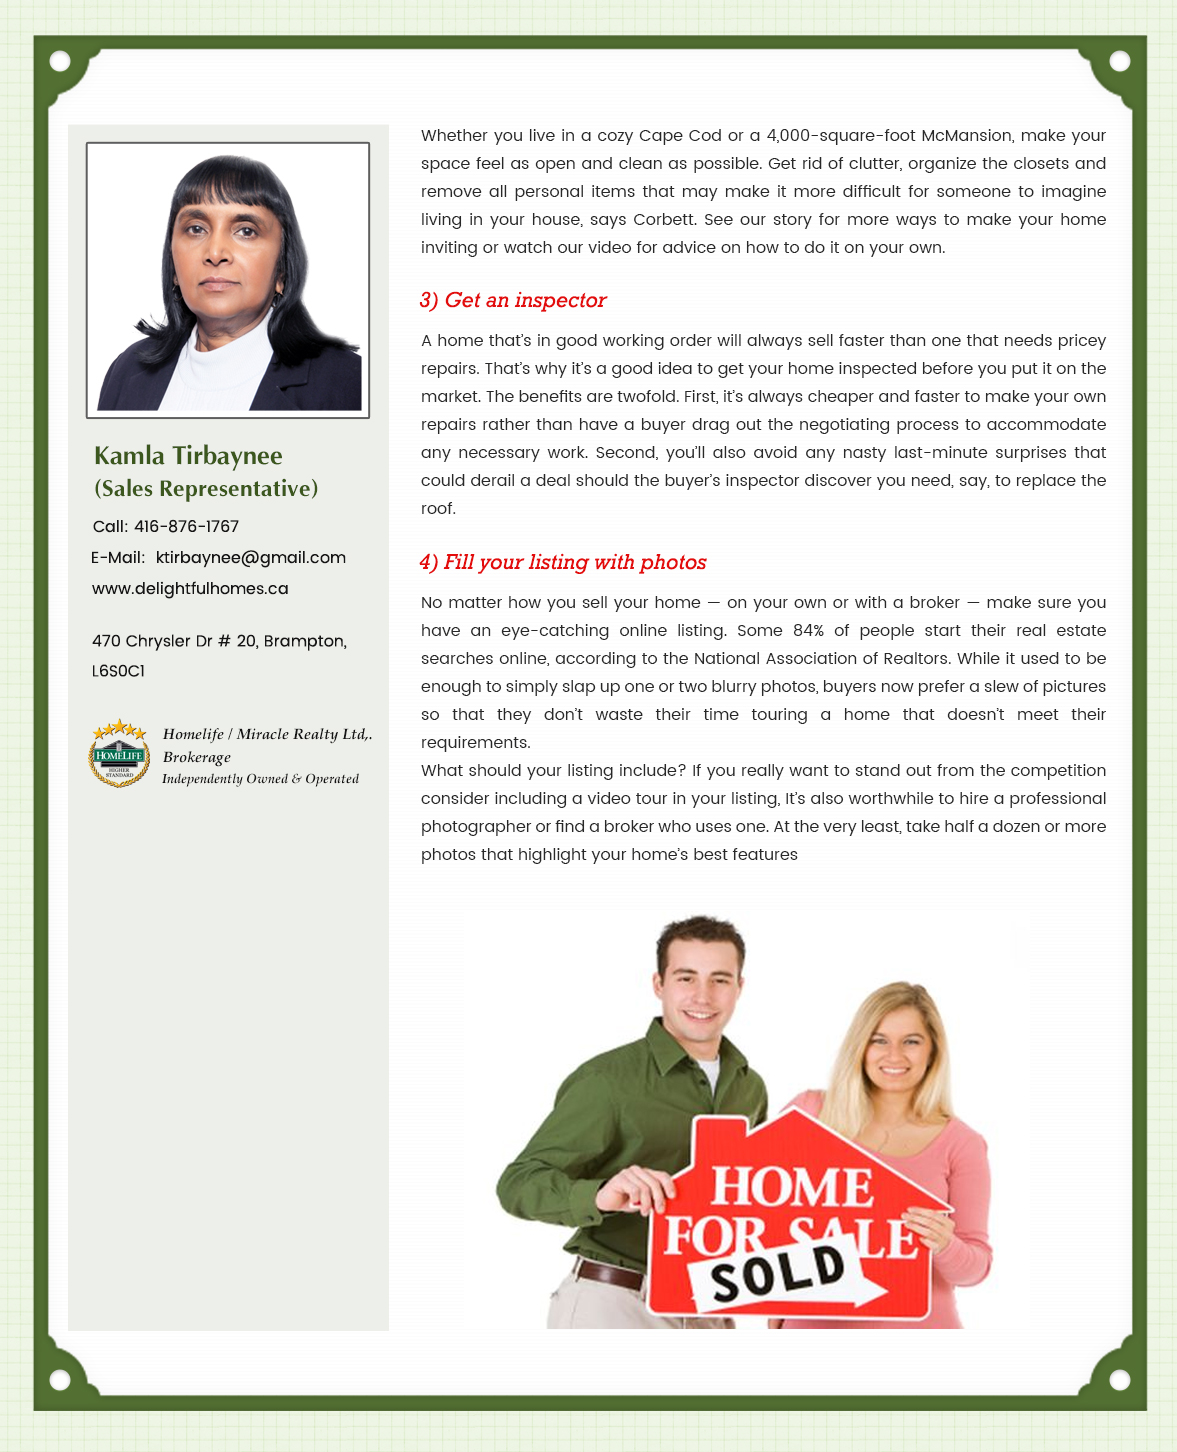 Kamla Tirbaynee
(Sales Representative)
Call: 416-876-1767
E-Mail:  ktirbaynee@gmail.com
www.delightfulhomes.ca
470 Chrysler Dr # 20, Brampton,
L6S0C1
HOMELIFE
HIGHER
STANDARD
Homelife / Miracle Realty Ltd,.
Brokerage
Independently Owned & Operated
Whether you live in a cozy Cape Cod or a 4,000-square-foot McMansion, make your
space feel as open and clean as possible. Get rid of clutter, organize the closets and
remove all personal items that may make it more difficult for someone to imagine
living in your house, says Corbett. See our story for more ways to make your home
inviting or watch our video for advice on how to do it on your own.
3) Get an inspector
A home that’s in good working order will always sell faster than one that needs pricey
repairs. That’s why it’s a good idea to get your home inspected before you put it on the
market. The benefits are twofold. First, it’s always cheaper and faster to make your own
repairs rather than have a buyer drag out the negotiating process to accommodate
any necessary work. Second, you’ll also avoid any nasty last-minute surprises that
could derail a deal should the buyer’s inspector discover you need, say, to replace the
roof.
4) Fill your listing with photos
No matter how you sell your home — on your own or with a broker — make sure you
have an eye-catching online listing. Some 84% of people start their real estate
searches online, according to the National Association of Realtors. While it used to be
enough to simply slap up one or two blurry photos, buyers now prefer a slew of pictures
so that they don’t waste their time touring a home that doesn’t meet their
requirements.
What should your listing include? If you really want to stand out from the competition
consider including a video tour in your listing, It’s also worthwhile to hire a professional
photographer or find a broker who uses one. At the very least, take half a dozen or more
photos that highlight your home’s best features
HOME
FOR SALE
SOLD